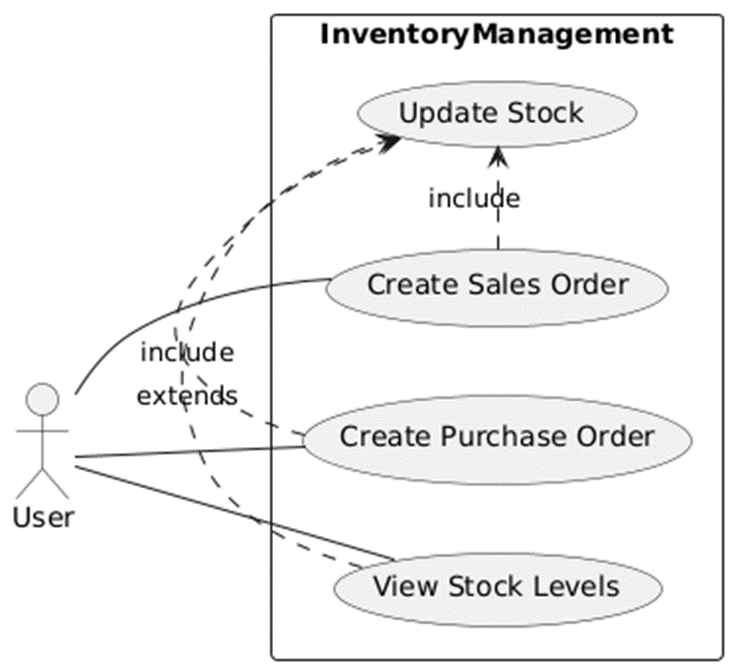 InventoryManagement
Update Stock
include
Create Sales Order
include
extends
Create Purchase Order
User
View Stock Levels